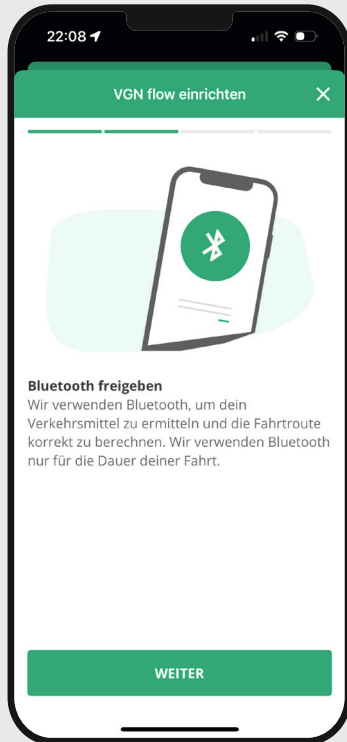 22:08
VGN flow einrichten
Bluetooth freigeben
Wir verwenden Bluetooth, um dein
Verkehrsmittel zu ermitteln und die Fahrtroute
korrekt zu berechnen. Wir verwenden Bluetooth
nur für die Dauer deiner Fahrt.
WEITER